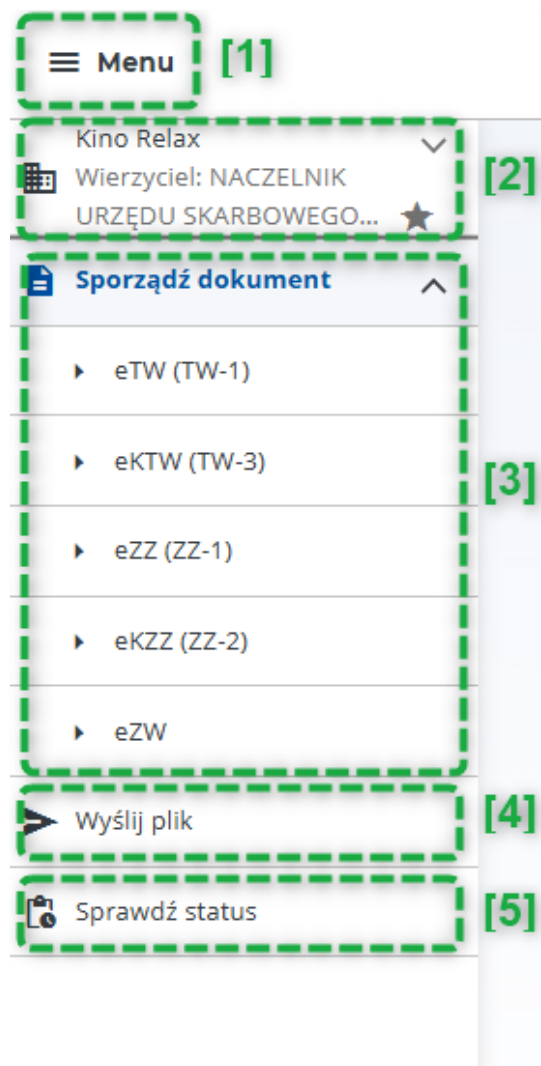 Menu [1]
Kino Relax
Wierzyciel: NACZELNIK [2]
URZĘDU SKARBOWEGO...
Sporządź dokument
eTW (TW-1)
eKTW (TW-3) [3]
eZZ (ZZ-1)
eKZZ (ZZ-2)
eZW
Wyślij plik [4]
Sprawdź status [5]